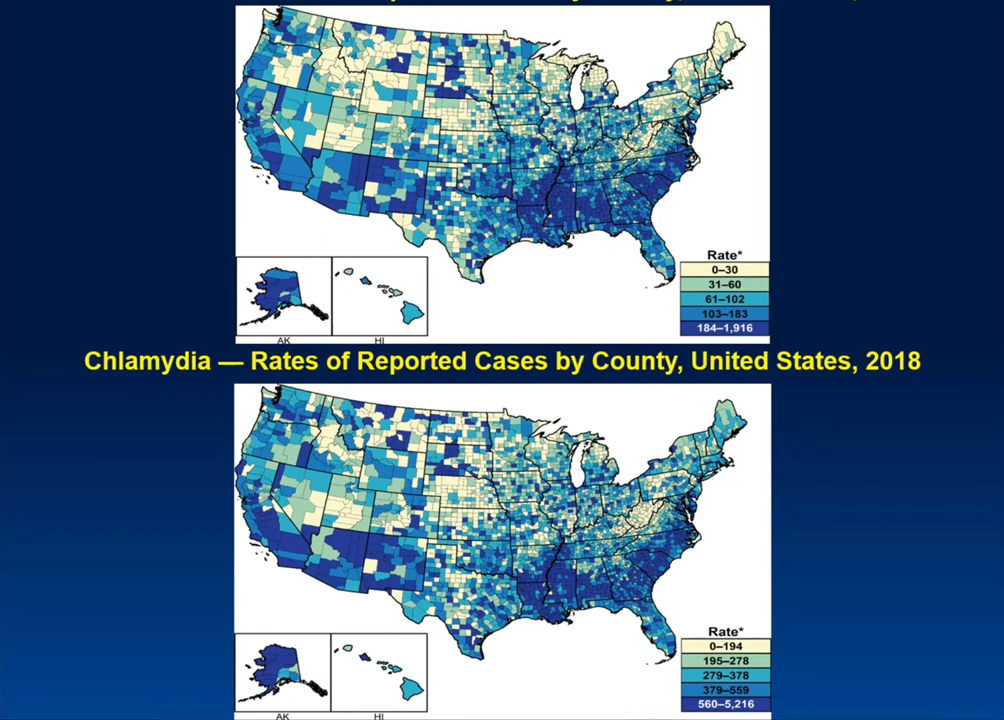 Rate*
0–30
31–60
61–102
103–183
184–1,916
AK HI
Chlamydia — Rates of Reported Cases by County, United States, 2018
Rate*
0–194
195–278
279–378
379–559
560–5,216
AK HI